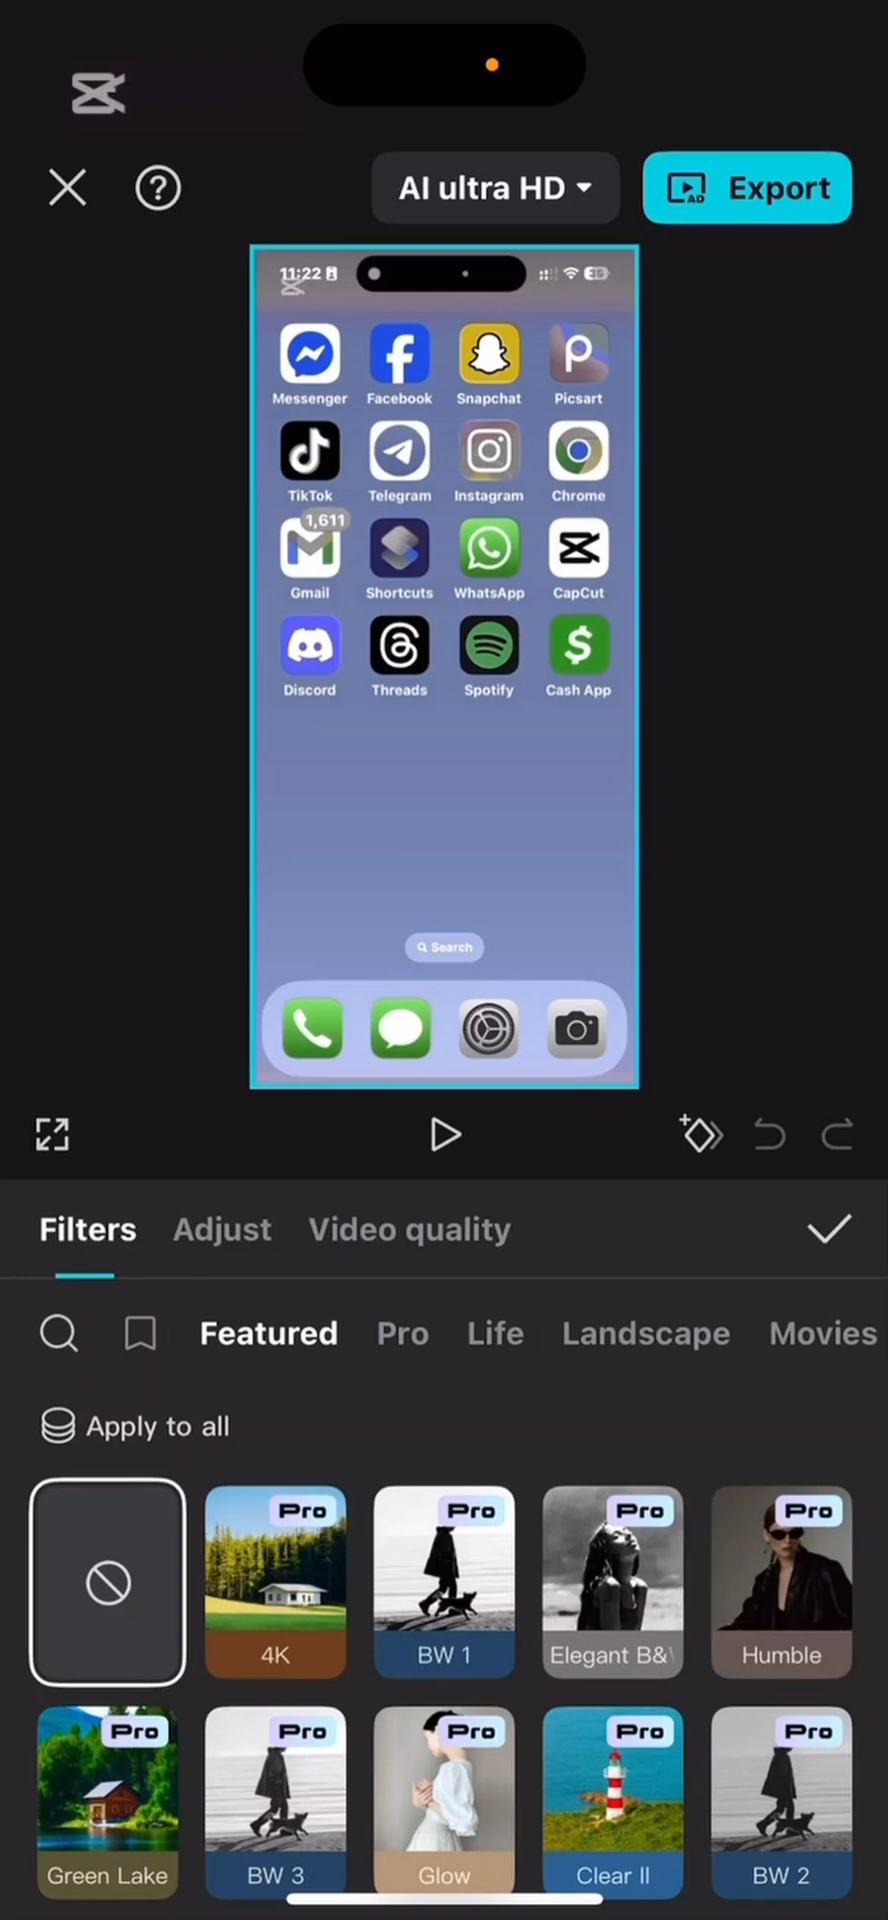 AI ultra HD
AD Export
11:22
Messenger Facebook Snapchat Picsart
TikTok Telegram Instagram Chrome
1,611
Gmail Shortcuts WhatsApp CapCut
Discord Threads Spotify Cash App
Search
Filters Adjust Video quality
Featured Pro Life Landscape Movies
Apply to all
Pro Pro Pro Pro
4K BW 1 Elegant B& Humble
Pro Pro Pro Pro Pro
Green Lake BW 3 Glow Clear II BW 2